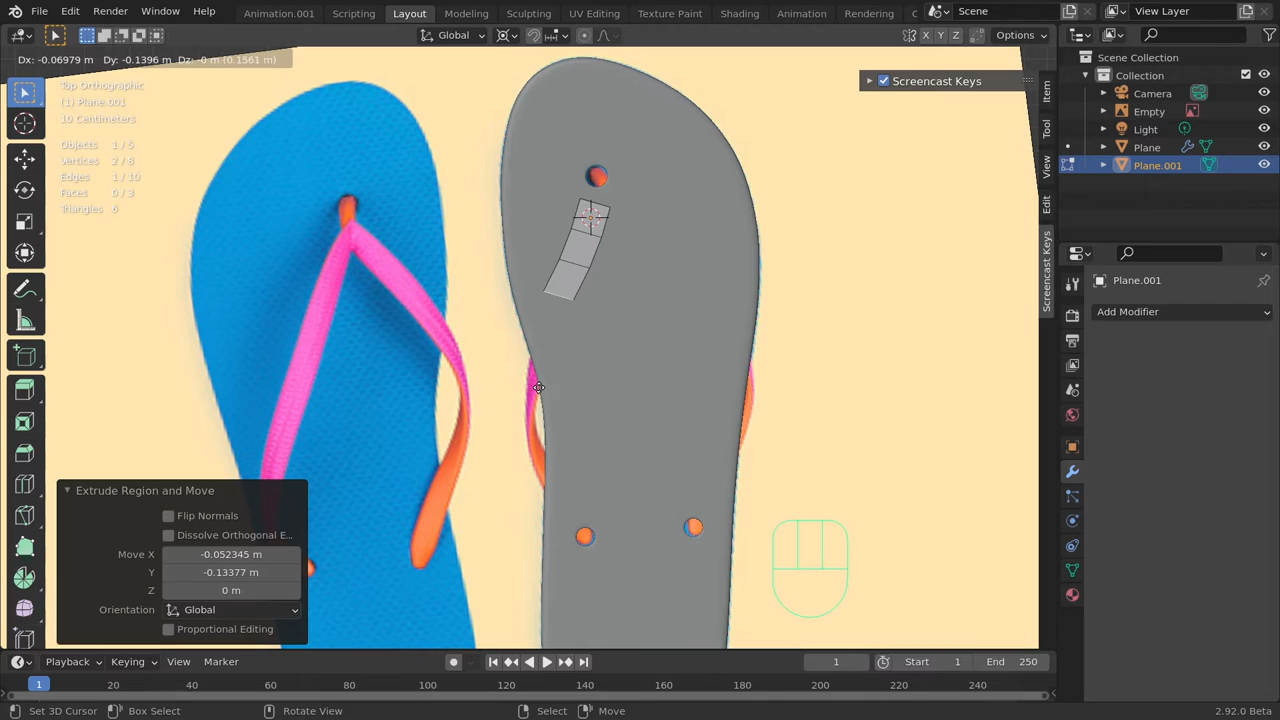 File Edit Render Window Help
Animation.001 Scripting Layout Modeling Sculpting UV Editing Texture Paint Shading Animation Rendering
Scene View Layer
Global X Y Z Options
Dx: -0.06979 m Dy: -0.1396 m Dz: -0 m (0.1561 m)
Top Orthographic
(1) Plane.001
10 Centimeters
Objects 1/5
Vertices 2/8
Edges 1/10
Faces 0/3
Triangles 6
Screencast Keys
Item
Tool
View
Edit
Screencast Keys
Scene Collection
Collection
Camera
Empty
Light
Plane
Plane.001
Plane.001
Add Modifier
Extrude Region and Move
Flip Normals
Dissolve Orthogonal E...
Move X -0.052345 m
Y -0.13377 m
Z 0 m
Orientation Global
Proportional Editing
Playback Keying View Marker 1 Start 1 End 250
1 20 40 60 80 100 120 140 160 180 200 220 240
Set 3D Cursor Box Select Rotate View Select Move 2.92.0 Beta